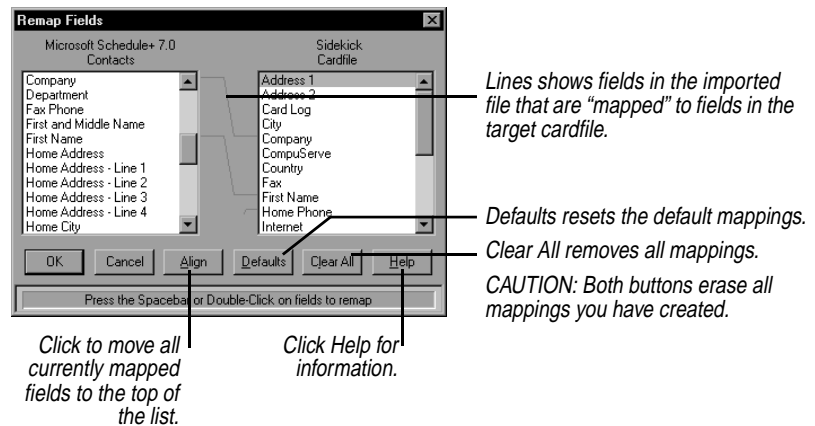 Remap Fields
Microsoft Schedule+ 7.0
Contacts
Sidekick
Cardfile
Company
Department
Fax Phone
First and Middle Name
First Name
Home Address
Home Address - Line 1
Home Address - Line 2
Home Address - Line 3
Home Address - Line 4
Home City
Address 1
Address 2
Card Log
City
Company
CompuServe
Country
Fax
First Name
Home Phone
Internet
OK
Cancel
Align
Defaults
Clear All
Help
Press the Spacebar or Double-Click on fields to remap
Lines shows fields in the imported
file that are “mapped” to fields in the
target cardfile.
Defaults resets the default mappings.
Clear All removes all mappings.
CAUTION: Both buttons erase all
mappings you have created.
Click to move all
currently mapped
fields to the top of
the list.
Click Help for
information.